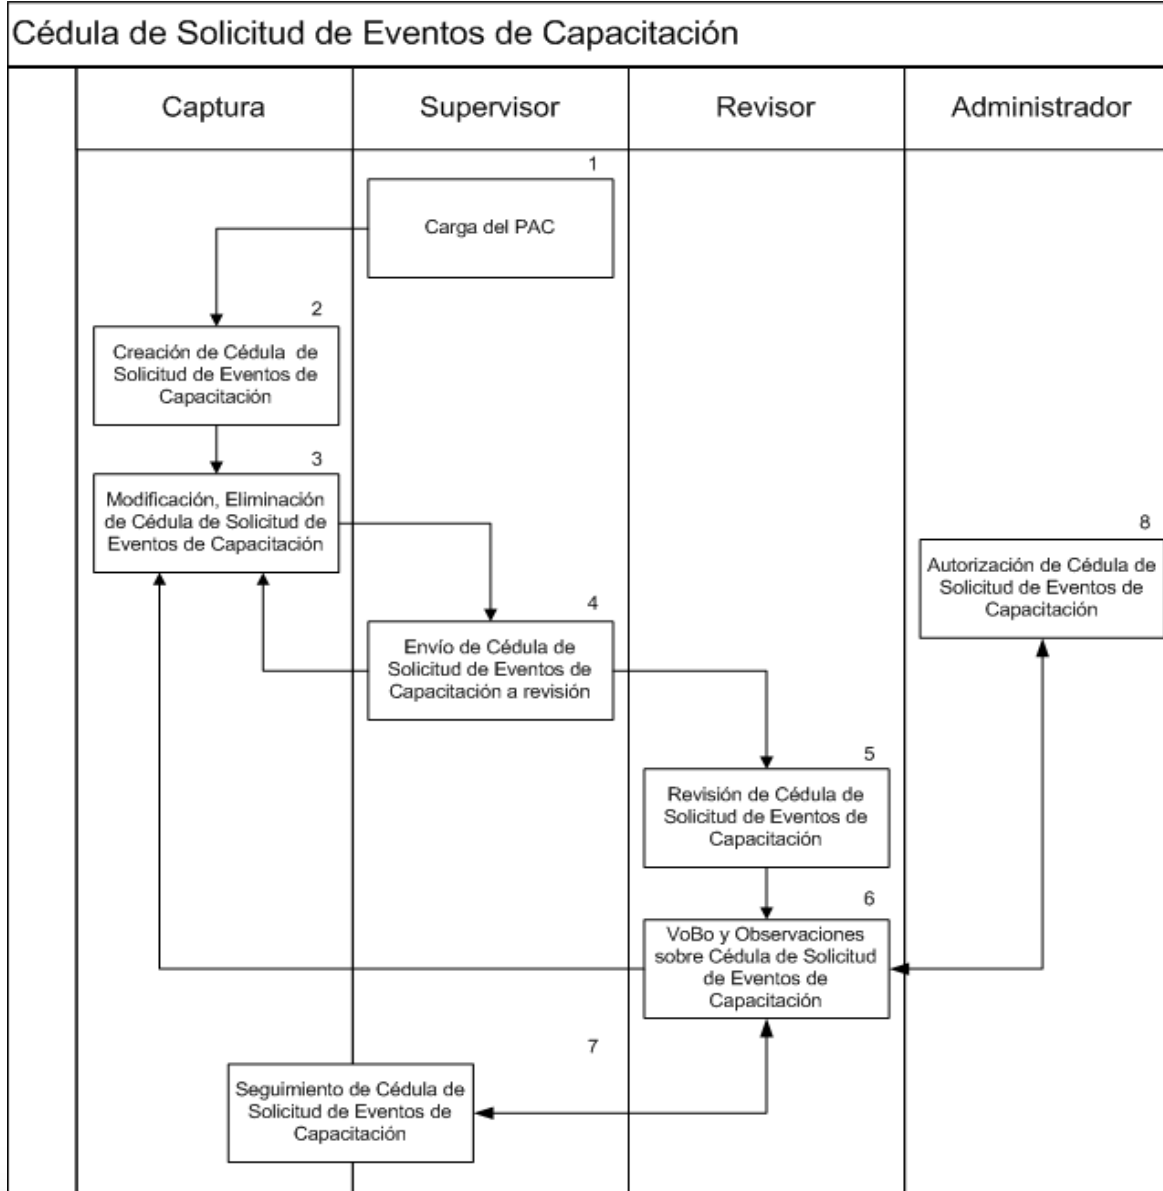 Cédula de Solicitud de Eventos de Capacitación
Captura
Supervisor
Revisor
Administrador
1
Carga del PAC
2
Creación de Cédula de
Solicitud de Eventos de
Capacitación
3
Modificación, Eliminación
de Cédula de Solicitud de
Eventos de Capacitación
8
Autorización de Cédula de
Solicitud de Eventos de
Capacitación
4
Envío de Cédula de
Solicitud de Eventos de
Capacitación a revisión
5
Revisión de Cédula de
Solicitud de Eventos de
Capacitación
6
VoBo y Observaciones
sobre Cédula de Solicitud
de Eventos de
Capacitación
7
Seguimiento de Cédula de
Solicitud de Eventos de
Capacitación